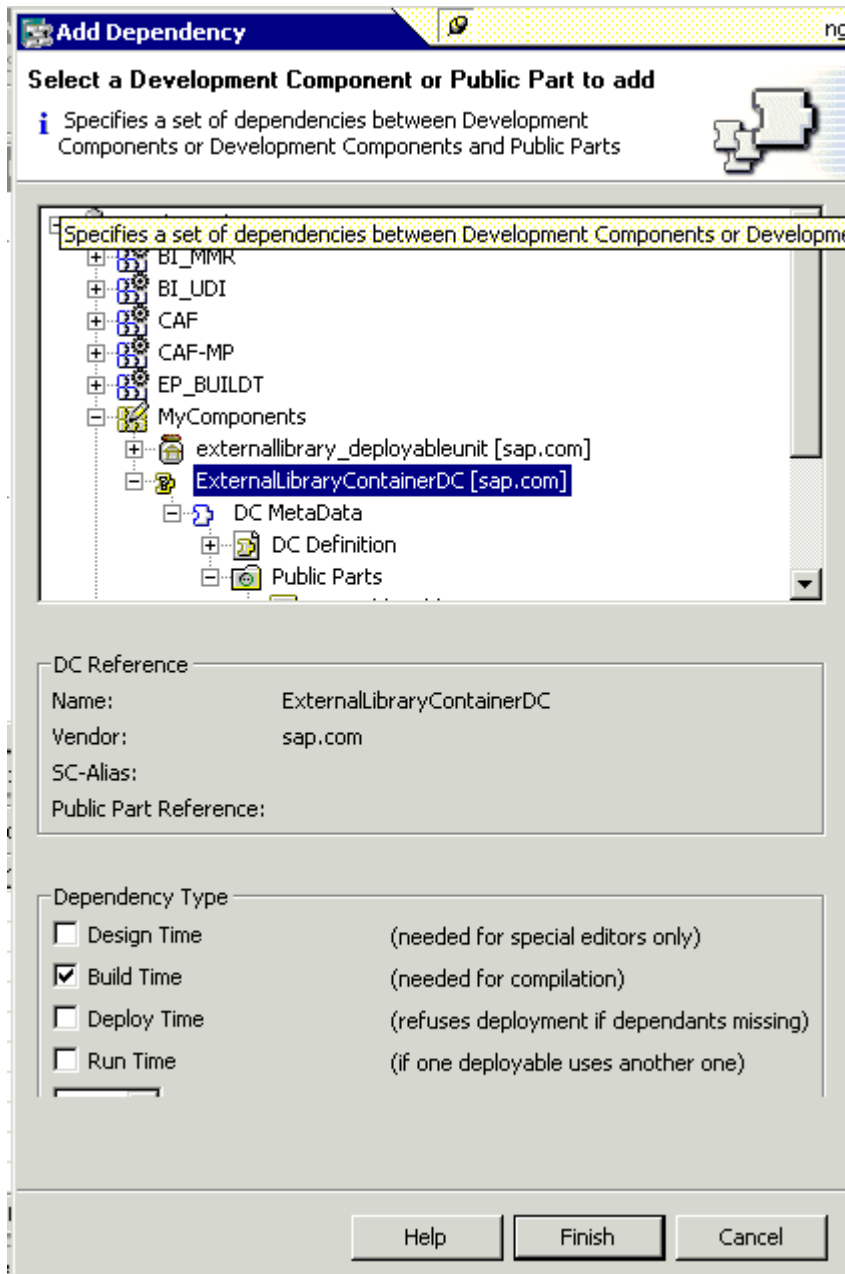 Add Dependency
ng
Select a Development Component or Public Part to add
Specifies a set of dependencies between Development
Components or Development Components and Public Parts
Specifies a set of dependencies between Development Components or Developme
BI_MMR
BI_UDI
CAF
CAF-MP
EP_BUILDT
MyComponents
externallibrary_deployableunit [sap.com]
ExternalLibraryContainerDC [sap.com]
DC MetaData
DC Definition
Public Parts
DC Reference
Name: ExternalLibraryContainerDC
Vendor: sap.com
SC-Alias:
Public Part Reference:
Dependency Type
Design Time (needed for special editors only)
Build Time (needed for compilation)
Deploy Time (refuses deployment if dependants missing)
Run Time (if one deployable uses another one)
Help Finish Cancel